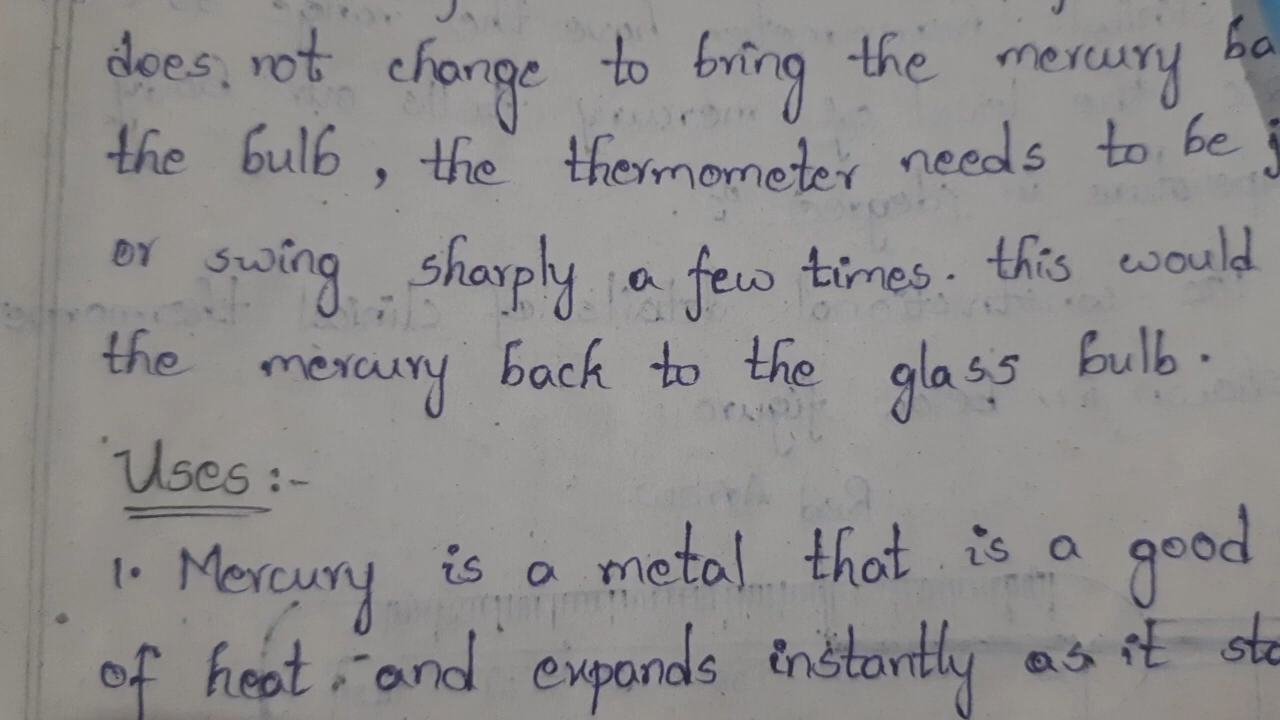 does not change to bring the mercury ba
the bulb, the thermometer needs to be j
or swing sharply a few times. this would
the mercury back to the glass bulb.
Uses :-
1. Mercury is a metal that is a good
of heat. and expands instantly as it sta